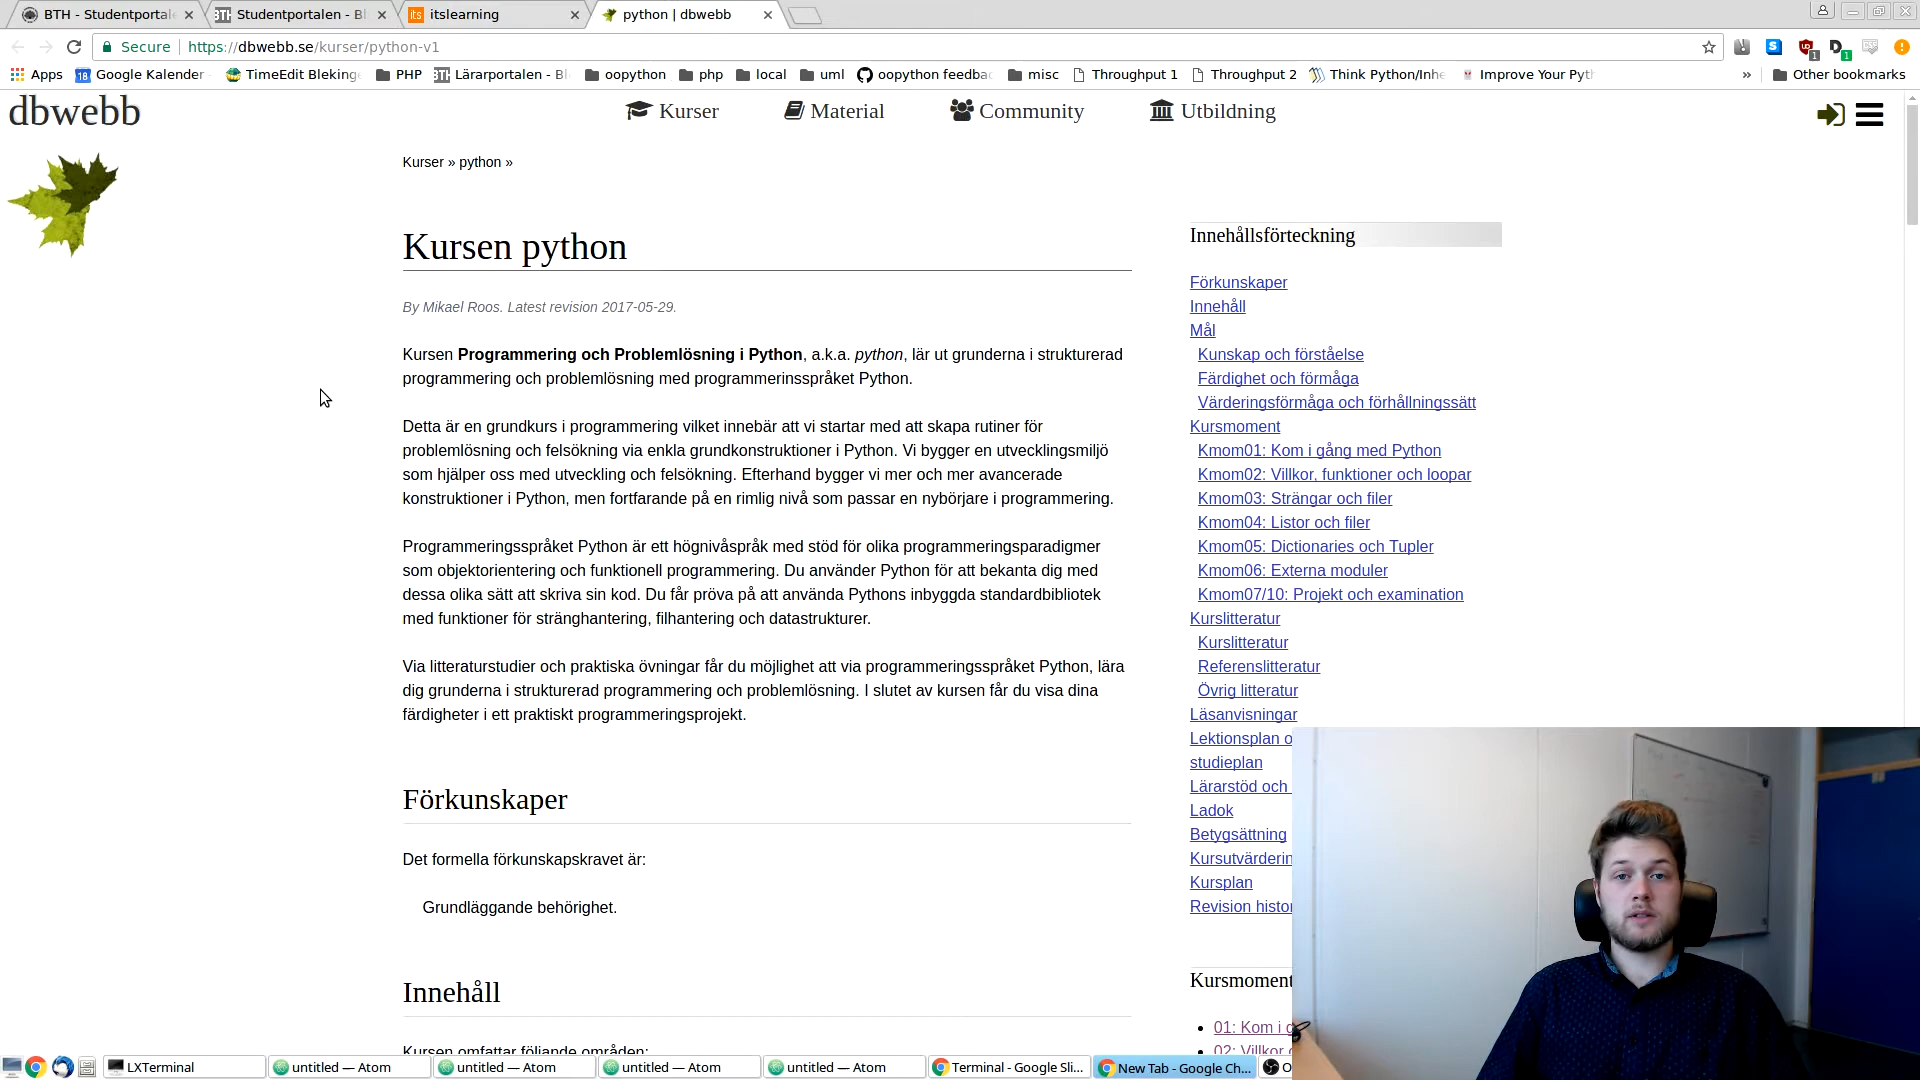 BTH - Studentportale
Studentportalen - Bl
itslearning
python | dbwebb
Secure
https://dbwebb.se/kurser/python-v1
Apps
Google Kalender
TimeEdit Bleking
PHP
Lärarportalen - Bl
oopython
php
local
uml
oopython feedbac
misc
Throughput 1
Throughput 2
Think Python/Inhe
Improve Your Pyt
»
Other bookmarks
dbwebb
Kurser
Material
Community
Utbildning
Kurser » python »
Kursen python
By Mikael Roos. Latest revision 2017-05-29.
Kursen Programmering och Problemlösning i Python, a.k.a. python, lär ut grunderna i strukturerad
programmering och problemlösning med programmerinsspråket Python.
Detta är en grundkurs i programmering vilket innebär att vi startar med att skapa rutiner för
problemlösning och felsökning via enkla grundkonstruktioner i Python. Vi bygger en utvecklingsmiljö
som hjälper oss med utveckling och felsökning. Efterhand bygger vi mer och mer avancerade
konstruktioner i Python, men fortfarande på en rimlig nivå som passar en nybörjare i programmering.
Programmeringsspråket Python är ett högnivåspråk med stöd för olika programmeringsparadigmer
som objektorientering och funktionell programmering. Du använder Python för att bekanta dig med
dessa olika sätt att skriva sin kod. Du får pröva på att använda Pythons inbyggda standardbibliotek
med funktioner för stränghantering, filhantering och datastrukturer.
Via litteraturstudier och praktiska övningar får du möjlighet att via programmeringsspråket Python, lära
dig grunderna i strukturerad programmering och problemlösning. I slutet av kursen får du visa dina
färdigheter i ett praktiskt programmeringsprojekt.
Förkunskaper
Det formella förkunskapskravet är:
Grundläggande behörighet.
Innehåll
Kursen omfattar följande områden:
Innehållsförteckning
Förkunskaper
Innehåll
Mål
Kunskap och förståelse
Färdighet och förmåga
Värderingsförmåga och förhållningssätt
Kursmoment
Kmom01: Kom i gång med Python
Kmom02: Villkor, funktioner och loopar
Kmom03: Strängar och filer
Kmom04: Listor och filer
Kmom05: Dictionaries och Tupler
Kmom06: Externa moduler
Kmom07/10: Projekt och examination
Kurslitteratur
Kurslitteratur
Referenslitteratur
Övrig litteratur
Läsanvisningar
Lektionsplan o
studieplan
Lärarstöd och
Ladok
Betygsättning
Kursutvärderin
Kursplan
Revision histor
Kursmoment
01: Kom i g
02: Villkor
LXTerminal
untitled — Atom
untitled — Atom
untitled — Atom
untitled — Atom
Terminal - Google Sli...
New Tab - Google Ch...
O